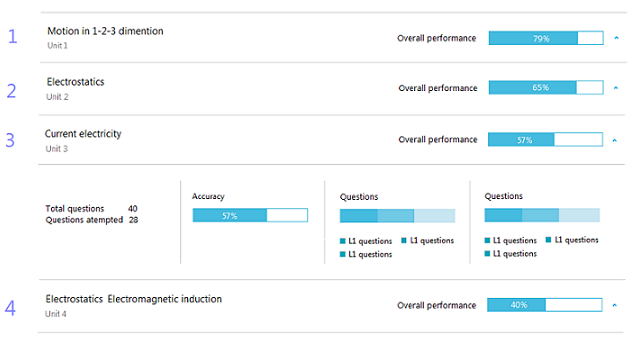 1
Motion in 1-2-3 dimention
Unit 1
Overall performance
79%
2
Electrostatics
Unit 2
Overall performance
65%
3
Current electricity
Unit 3
Overall performance
57%
Total questions 40
Questions atempted 28
Accuracy
57%
Questions
L1 questions L1 questions
L1 questions
Questions
L1 questions L1 questions
L1 questions
4
Electrostatics Electromagnetic induction
Unit 4
Overall performance
40%